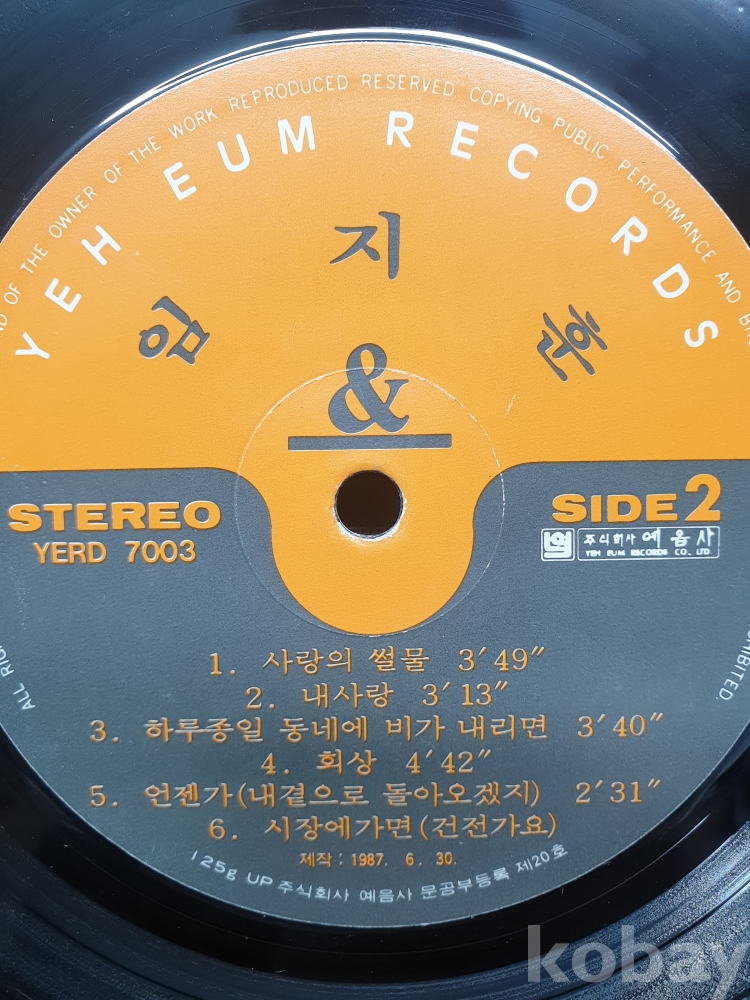 ND OF THE OWNER OF THE WORK REPRODUCED RESERVED COPYING PUBLIC PERFORMANCE AND BR
YEH EUM RECORDS
임지훈
&
STEREO
YERD 7003
SIDE 2
주식회사 예음사
YEH EUM RECORDS CO., LTD.
1. 사랑의 썰물 3′49″
2. 내사랑 3′13″
3. 하루종일 동네에 비가 내리면 3′40″
4. 회상 4′42″
5. 언젠가(내곁으로 돌아오겠지) 2′31″
6. 시장에가면(건전가요)
제작: 1987. 6. 30.
125g UP 주식회사 예음사 문공부등록 제20호
ALL RIG
HIBITED.
kobay